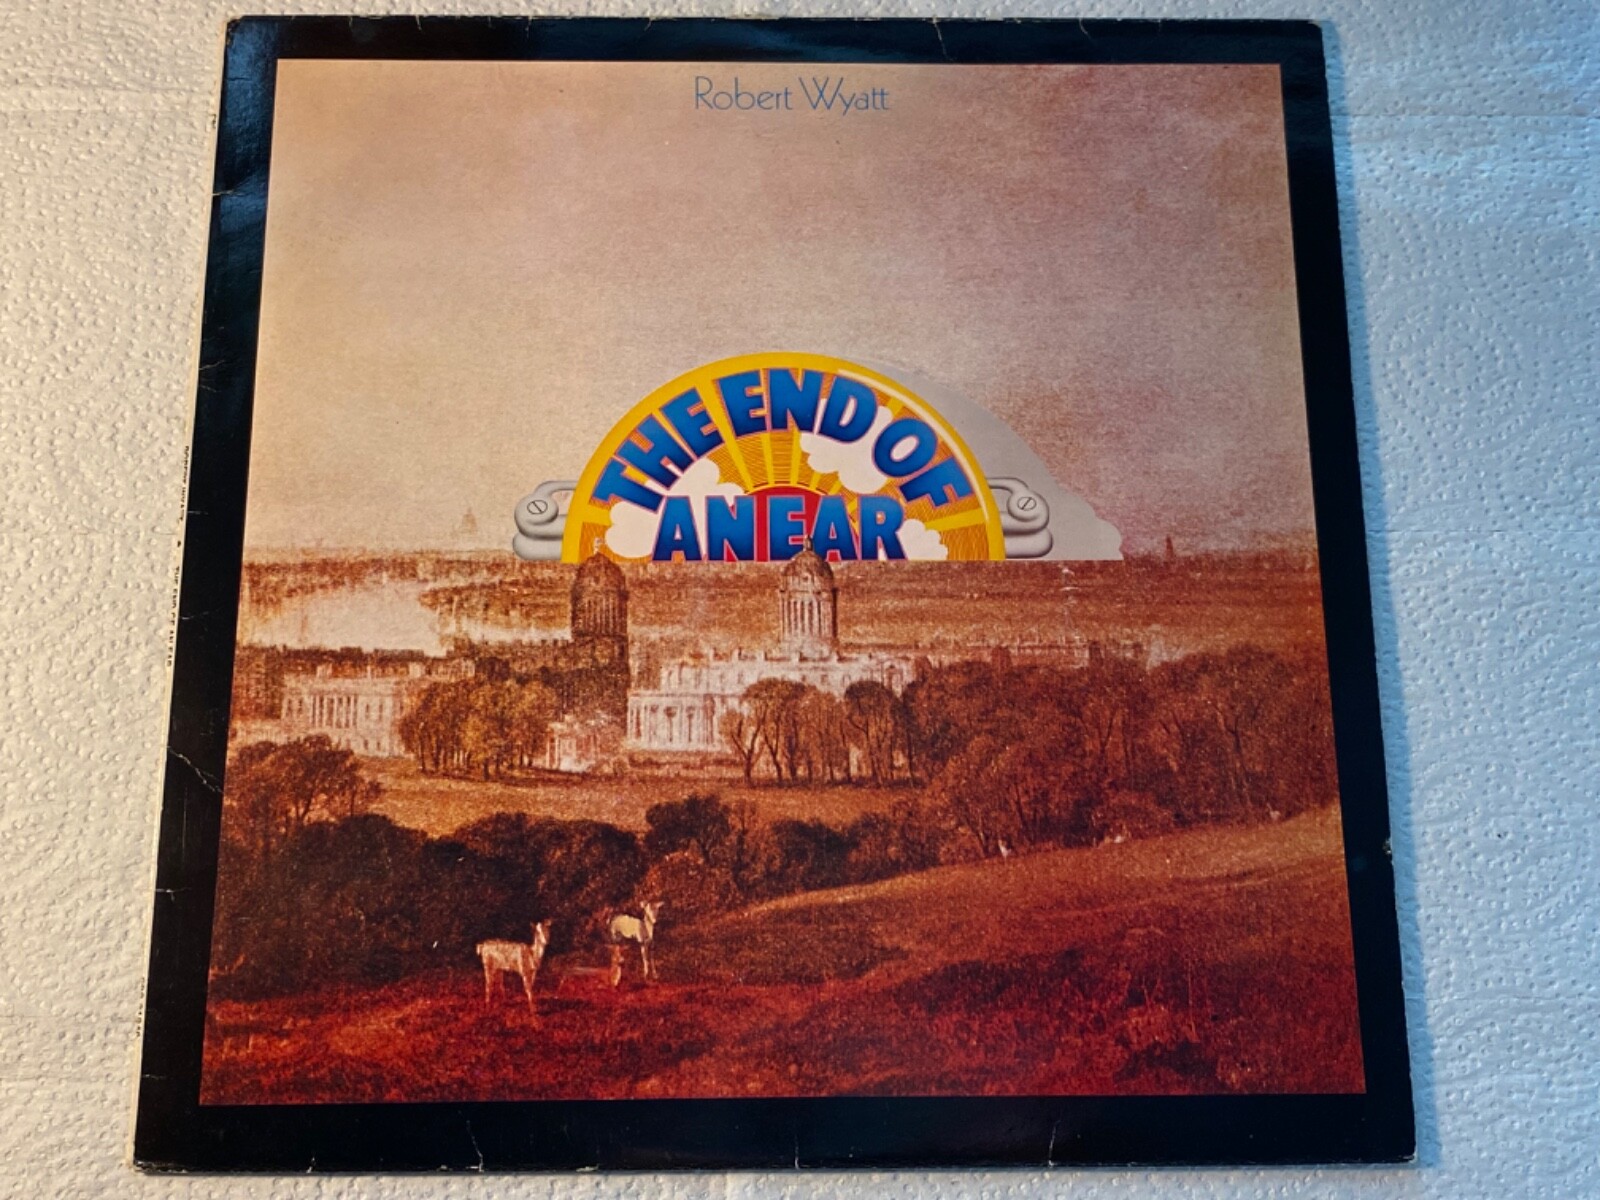 Robert Wyatt
THE END OF
AN EAR